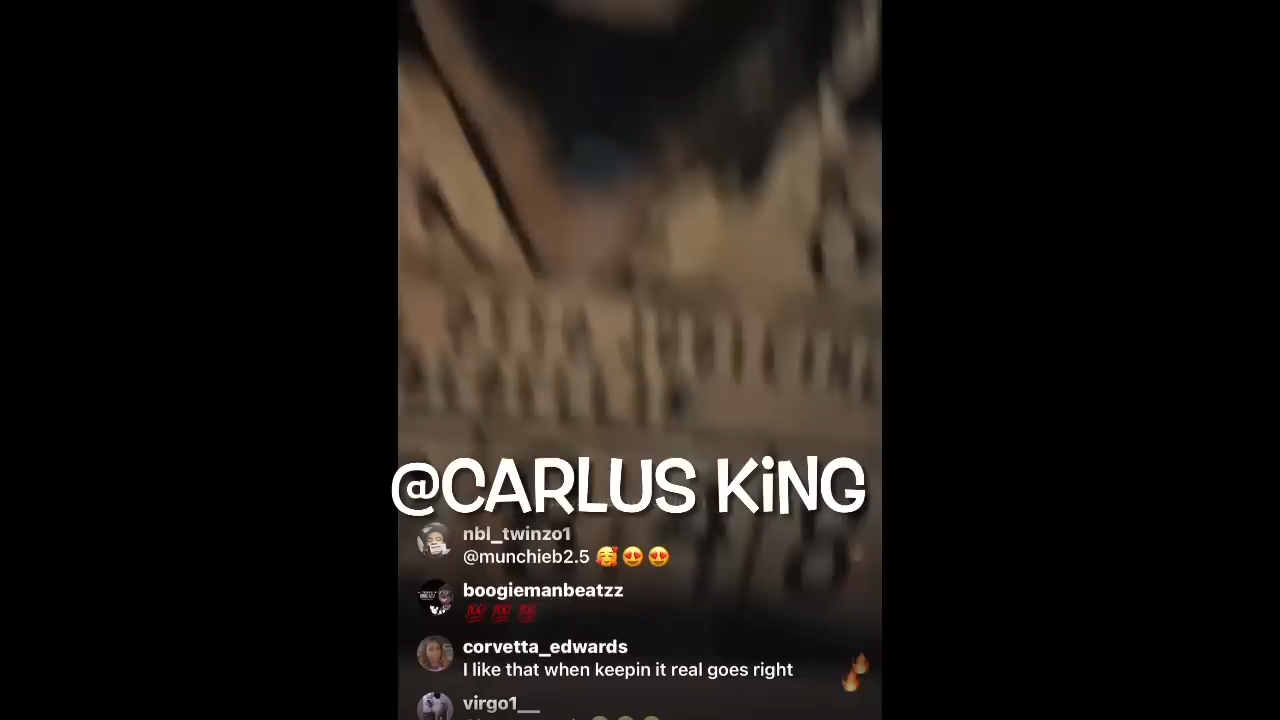 @CARLUS KiNG
nbl_twinzo1
@munchieb2.5 🥰😍😍
boogiemanbeatzz
💯💯💯
corvetta_edwards
I like that when keepin it real goes right
virgo1__